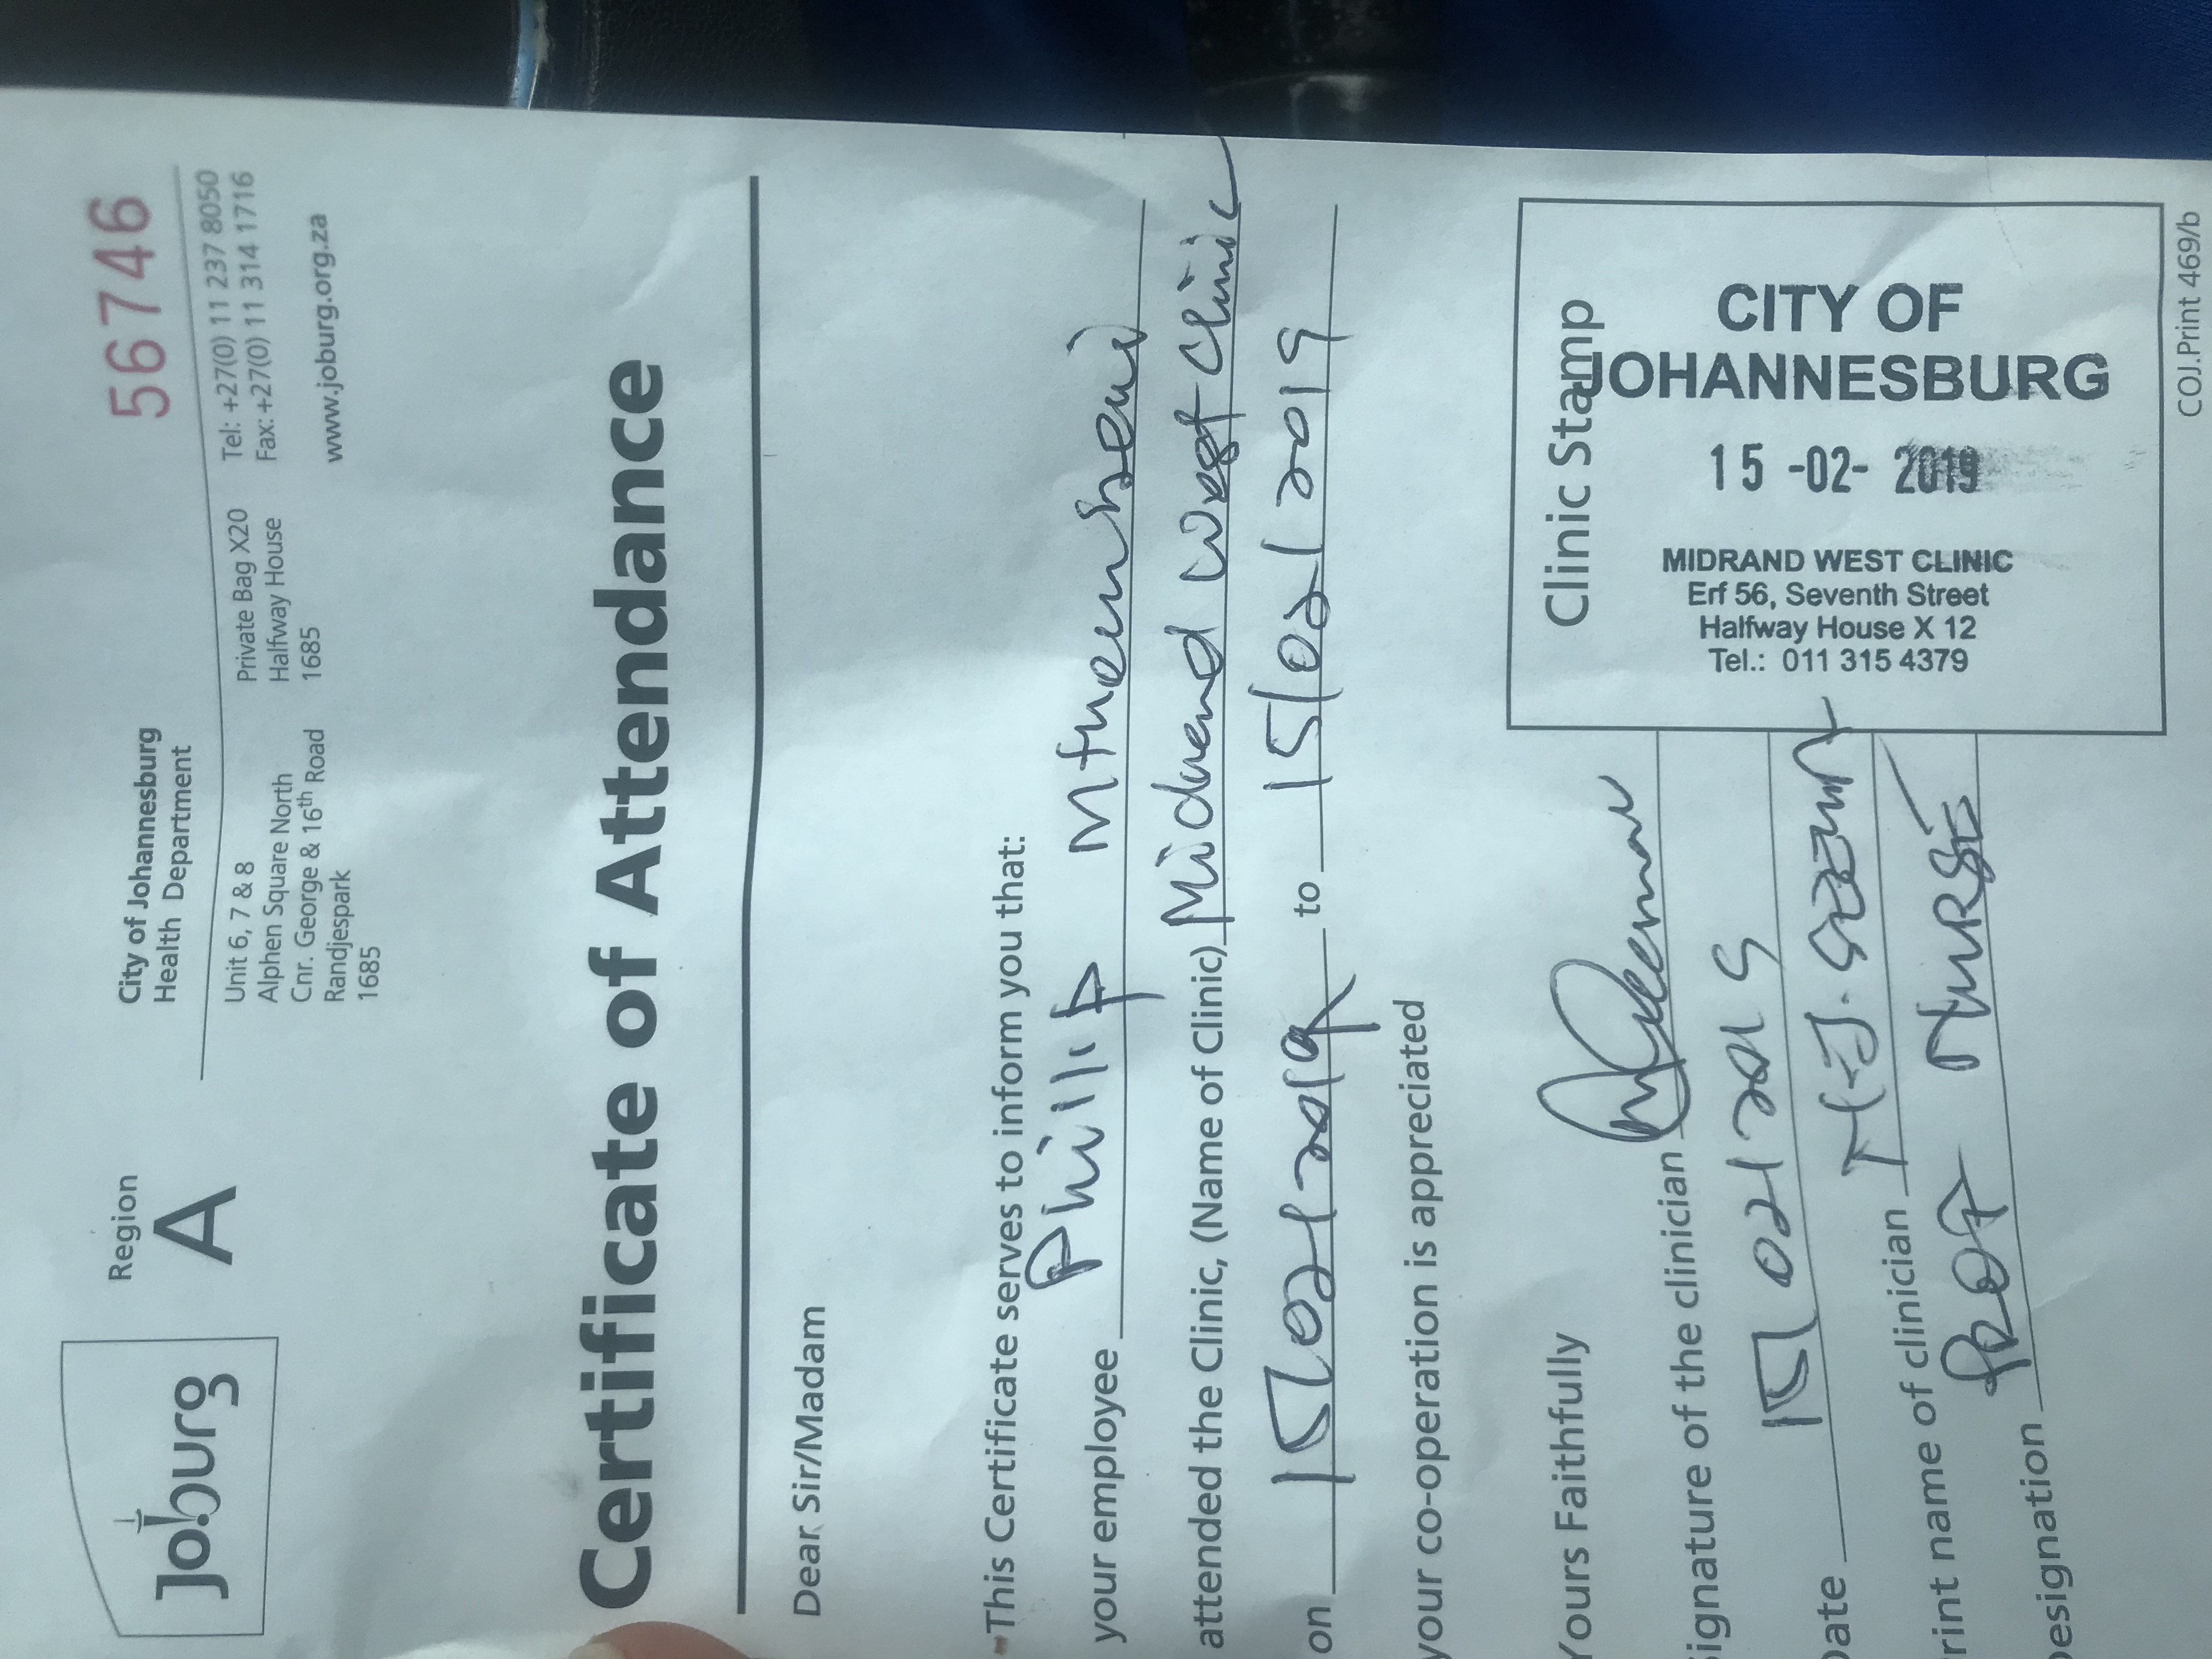 Joburg
Region
A
City of Johannesburg
Health Department
56746
Unit 6, 7 & 8
Alphen Square North
Cnr. George & 16th Road
Randjespark
1685
Private Bag X20
Halfway House
1685
Tel: +27(0) 11 237 8050
Fax: +27(0) 11 314 1716
www.joburg.org.za
Certificate of Attendance
Dear Sir/Madam
This Certificate serves to inform you that:
your employee Phillip
attended the Clinic, (Name of Clinic) Midrand West Clinic
on 15/02/2019 to 15/02/2019
your co-operation is appreciated
Yours Faithfully
Signature of the clinician
Date 15/02/2019
Print name of clinician
Designation PROF NURSE
Clinic Stamp
CITY OF
JOHANNESBURG
15 -02- 2019
MIDRAND WEST CLINIC
Erf 56, Seventh Street
Halfway House X 12
Tel.: 011 315 4379
COJ.Print 469/b